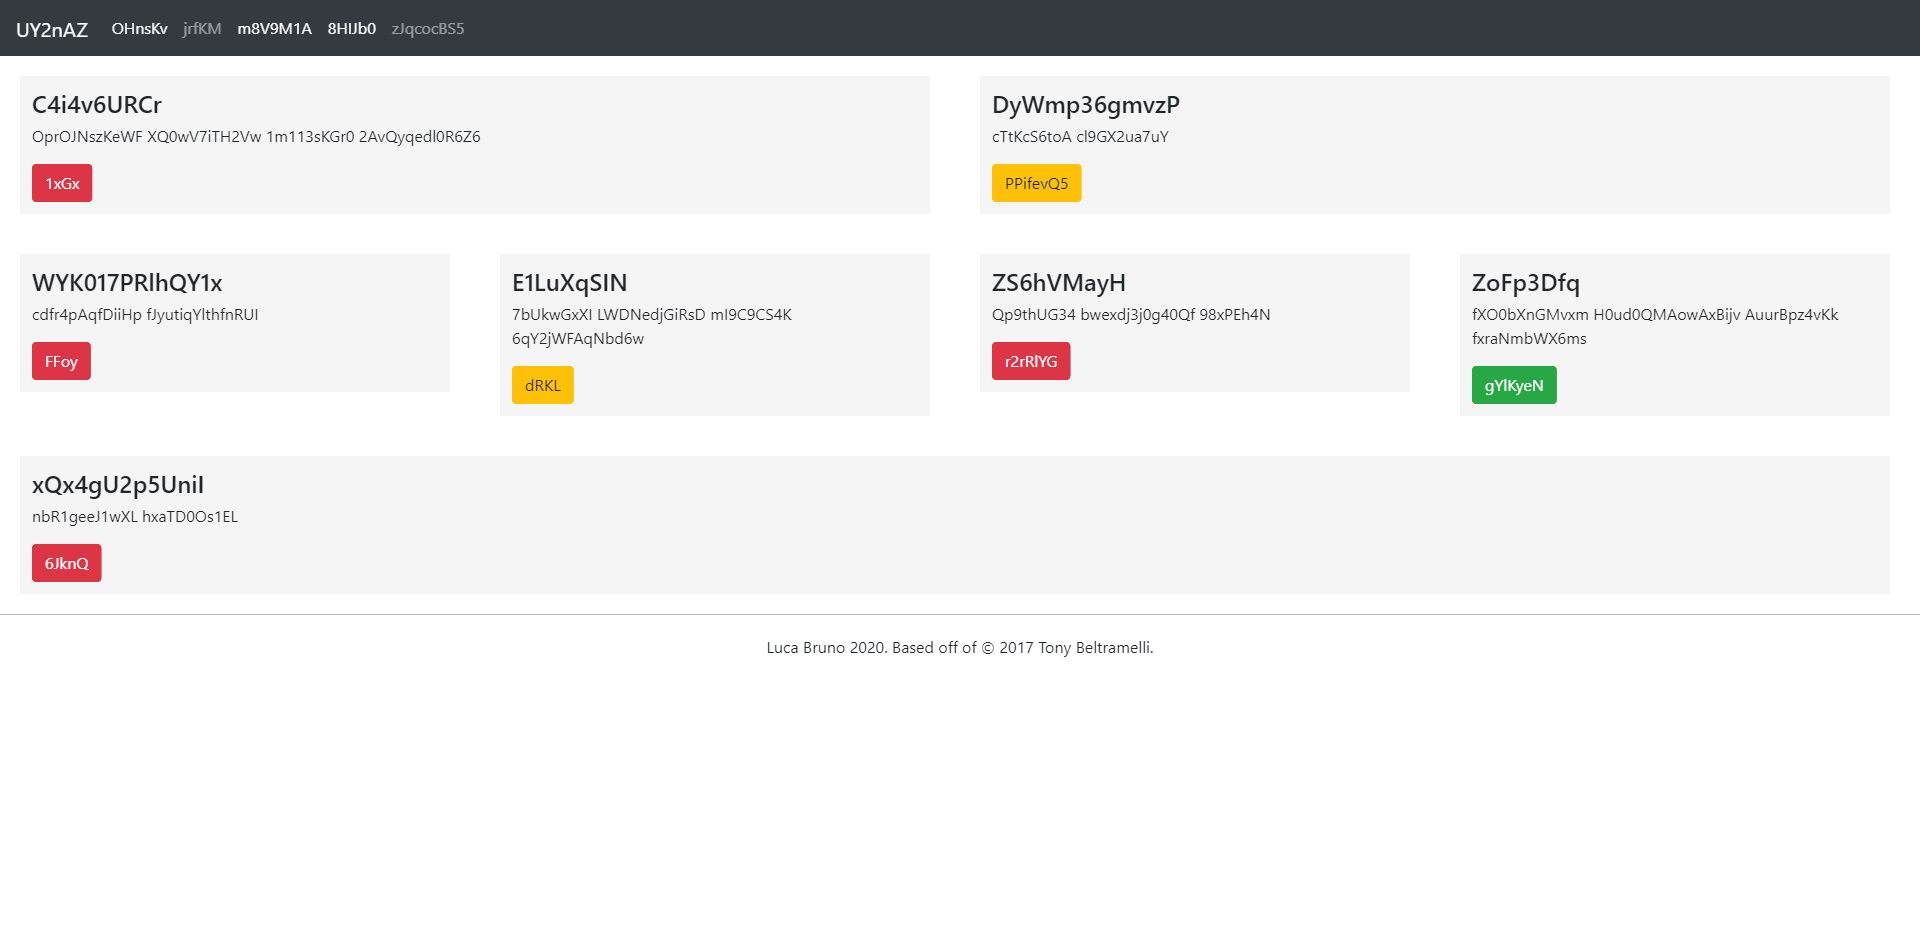 UY2nAZ OHnsKv jrfKM m8V9M1A 8HIJb0 zJqcocBS5
C4i4v6URCr
OprOJNszKeWF XQ0wV7iTH2Vw 1m113sKGr0 2AvQyqedl0R6Z6
1xGx
DyWmp36gmvzP
cTtKcS6toA cl9GX2ua7uY
PPifevQ5
WYK017PRlhQY1x
cdfr4pAqfDiiHp fJyutiqYlthfnRUI
FFoy
E1LuXqSIN
7bUkwGxXI LWDNedjGiRsD mI9C9CS4K
6qY2jWFAqNbd6w
dRKL
ZS6hVMayH
Qp9thUG34 bwexdj3j0g40Qf 98xPEh4N
r2rRlYG
ZoFp3Dfq
fXO0bXnGMvxm H0ud0QMAowAxBijv AuurBpz4vKk
fxraNmbWX6ms
gYlKyeN
xQx4gU2p5UniI
nbR1geeJ1wXL hxaTD0Os1EL
6JknQ
Luca Bruno 2020. Based off of © 2017 Tony Beltramelli.